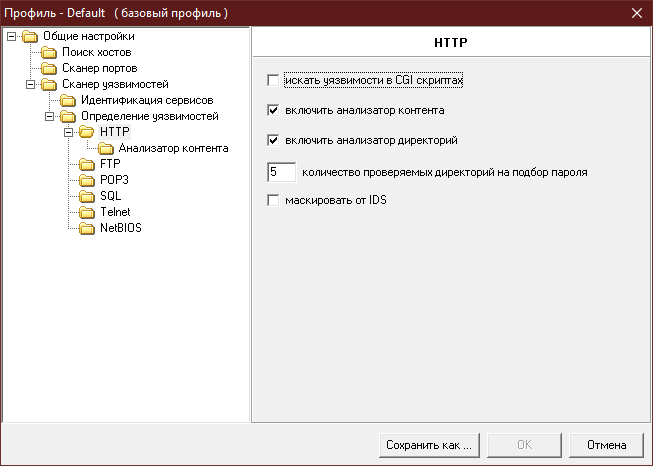 Профиль - Default ( базовый профиль )
Общие настройки
Поиск хостов
Сканер портов
Сканер уязвимостей
Идентификация сервисов
Определение уязвимостей
HTTP
Анализатор контента
FTP
POP3
SQL
Telnet
NetBIOS
HTTP
искать уязвимости в CGI скриптах
включить анализатор контента
включить анализатор директорий
5 количество проверяемых директорий на подбор пароля
маскировать от IDS
Сохранить как ... OK Отмена